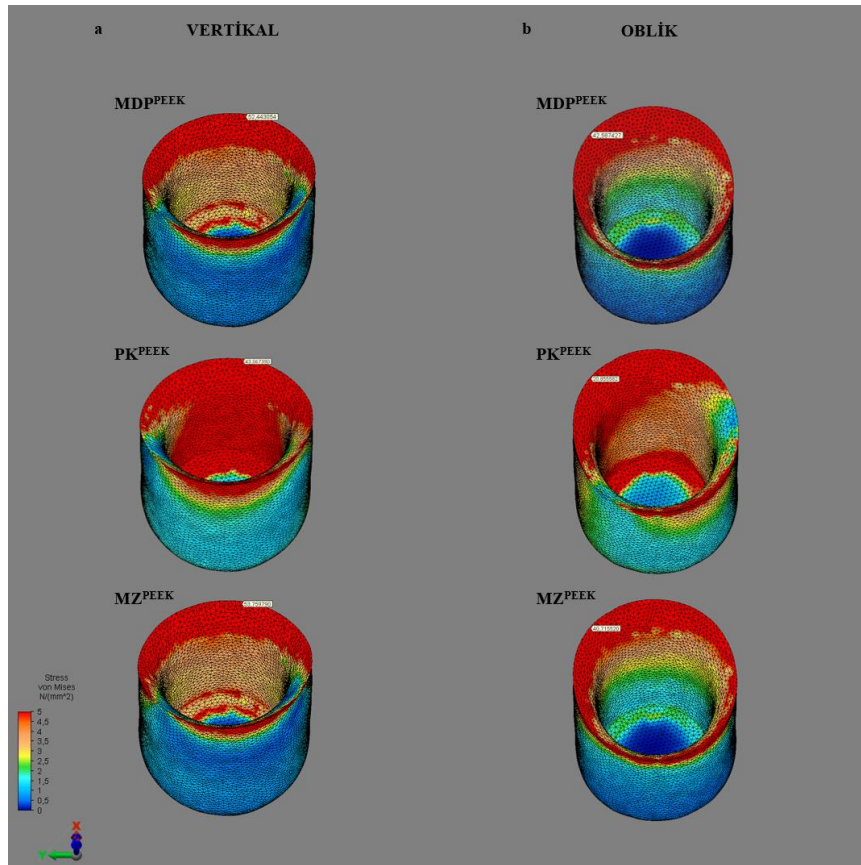 a VERTİKAL b OBLİK
MDPPEEK MDPPEEK
PKPEEK PKPEEK
MZPEEK MZPEEK
Stress
von Mises
N/(mm^2)
5
4,5
4
3,5
3
2,5
2
1,5
1
0,5
0
X
Y